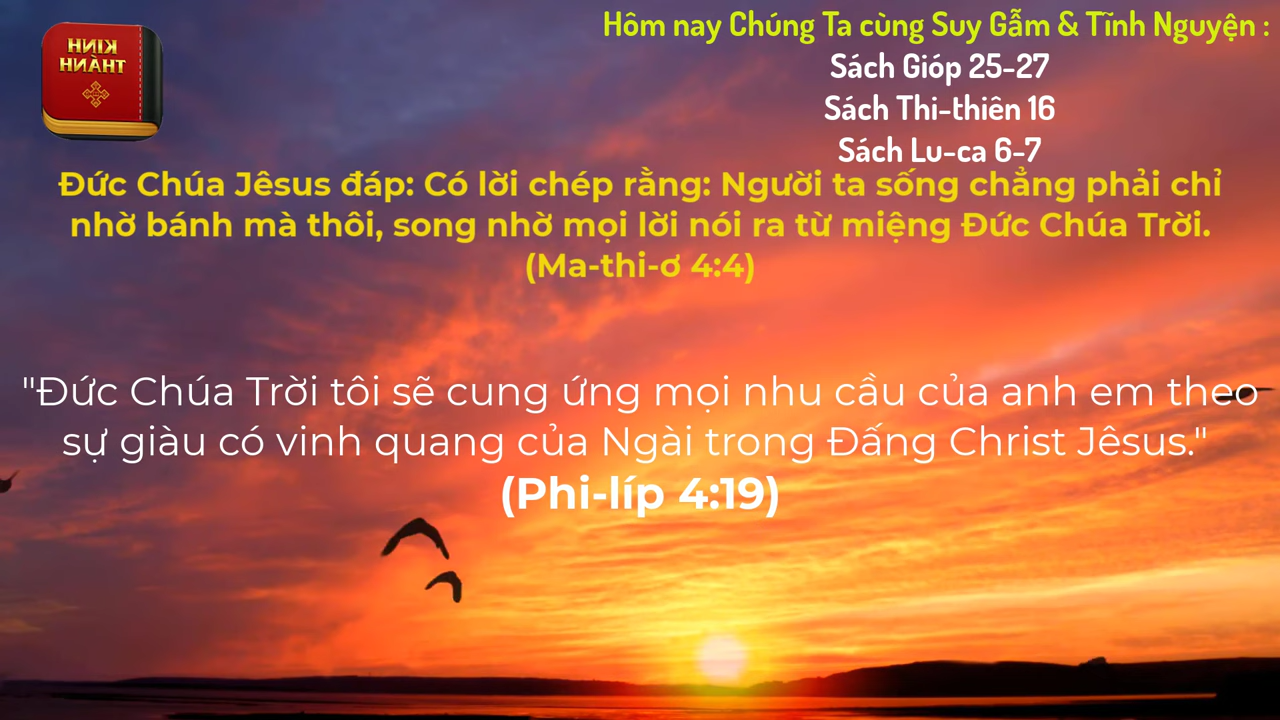 KINH
THÁNH
Hôm nay Chúng Ta cùng Suy Gẫm & Tĩnh Nguyện :
Sách Gióp 25-27
Sách Thi-thiên 16
Sách Lu-ca 6-7
Đức Chúa Jêsus đáp: Có lời chép rằng: Người ta sống chẳng phải chỉ
nhờ bánh mà thôi, song nhờ mọi lời nói ra từ miệng Đức Chúa Trời.
(Ma-thi-ơ 4:4)
"Đức Chúa Trời tôi sẽ cung ứng mọi nhu cầu của anh em theo
sự giàu có vinh quang của Ngài trong Đấng Christ Jêsus."
(Phi-líp 4:19)